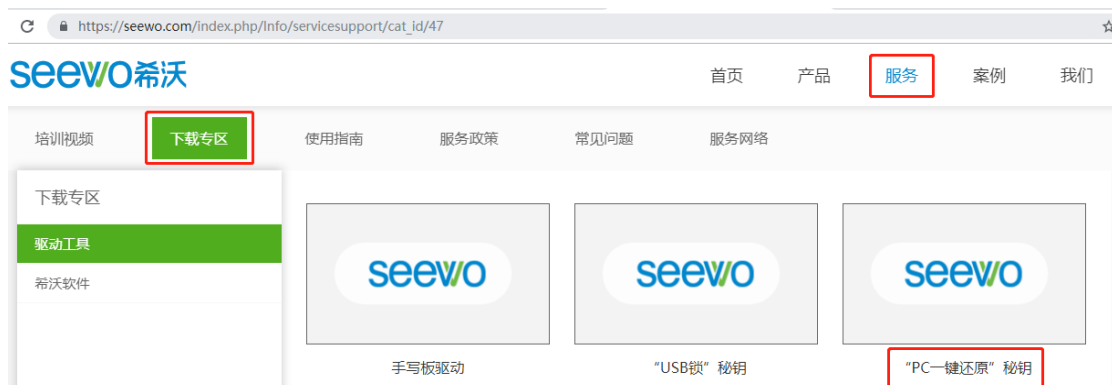 https://seewo.com/index.php/Info/servicesupport/cat_id/47
seewo希沃 首页 产品 服务 案例 我们
培训视频 下载专区 使用指南 服务政策 常见问题 服务网络
下载专区
驱动工具
希沃软件
seewo seewo seewo
手写板驱动 “USB锁” 秘钥 “PC一键还原” 秘钥